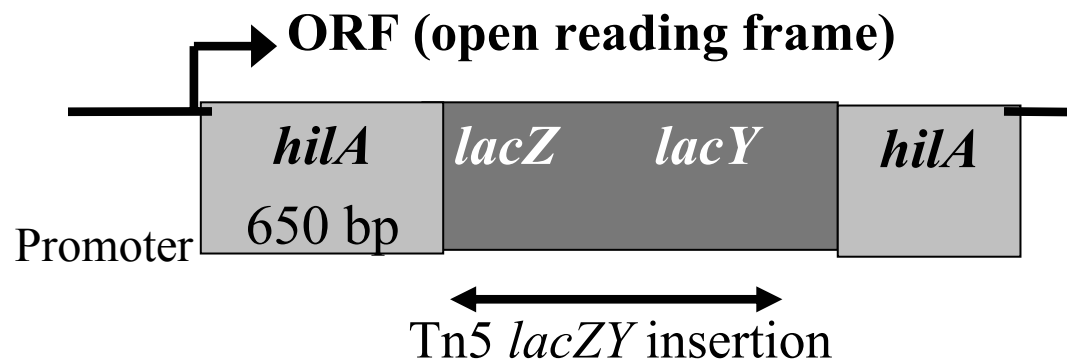 ORF (open reading frame)
hilA lacZ lacY hilA
650 bp
Promoter
Tn5 lacZY insertion